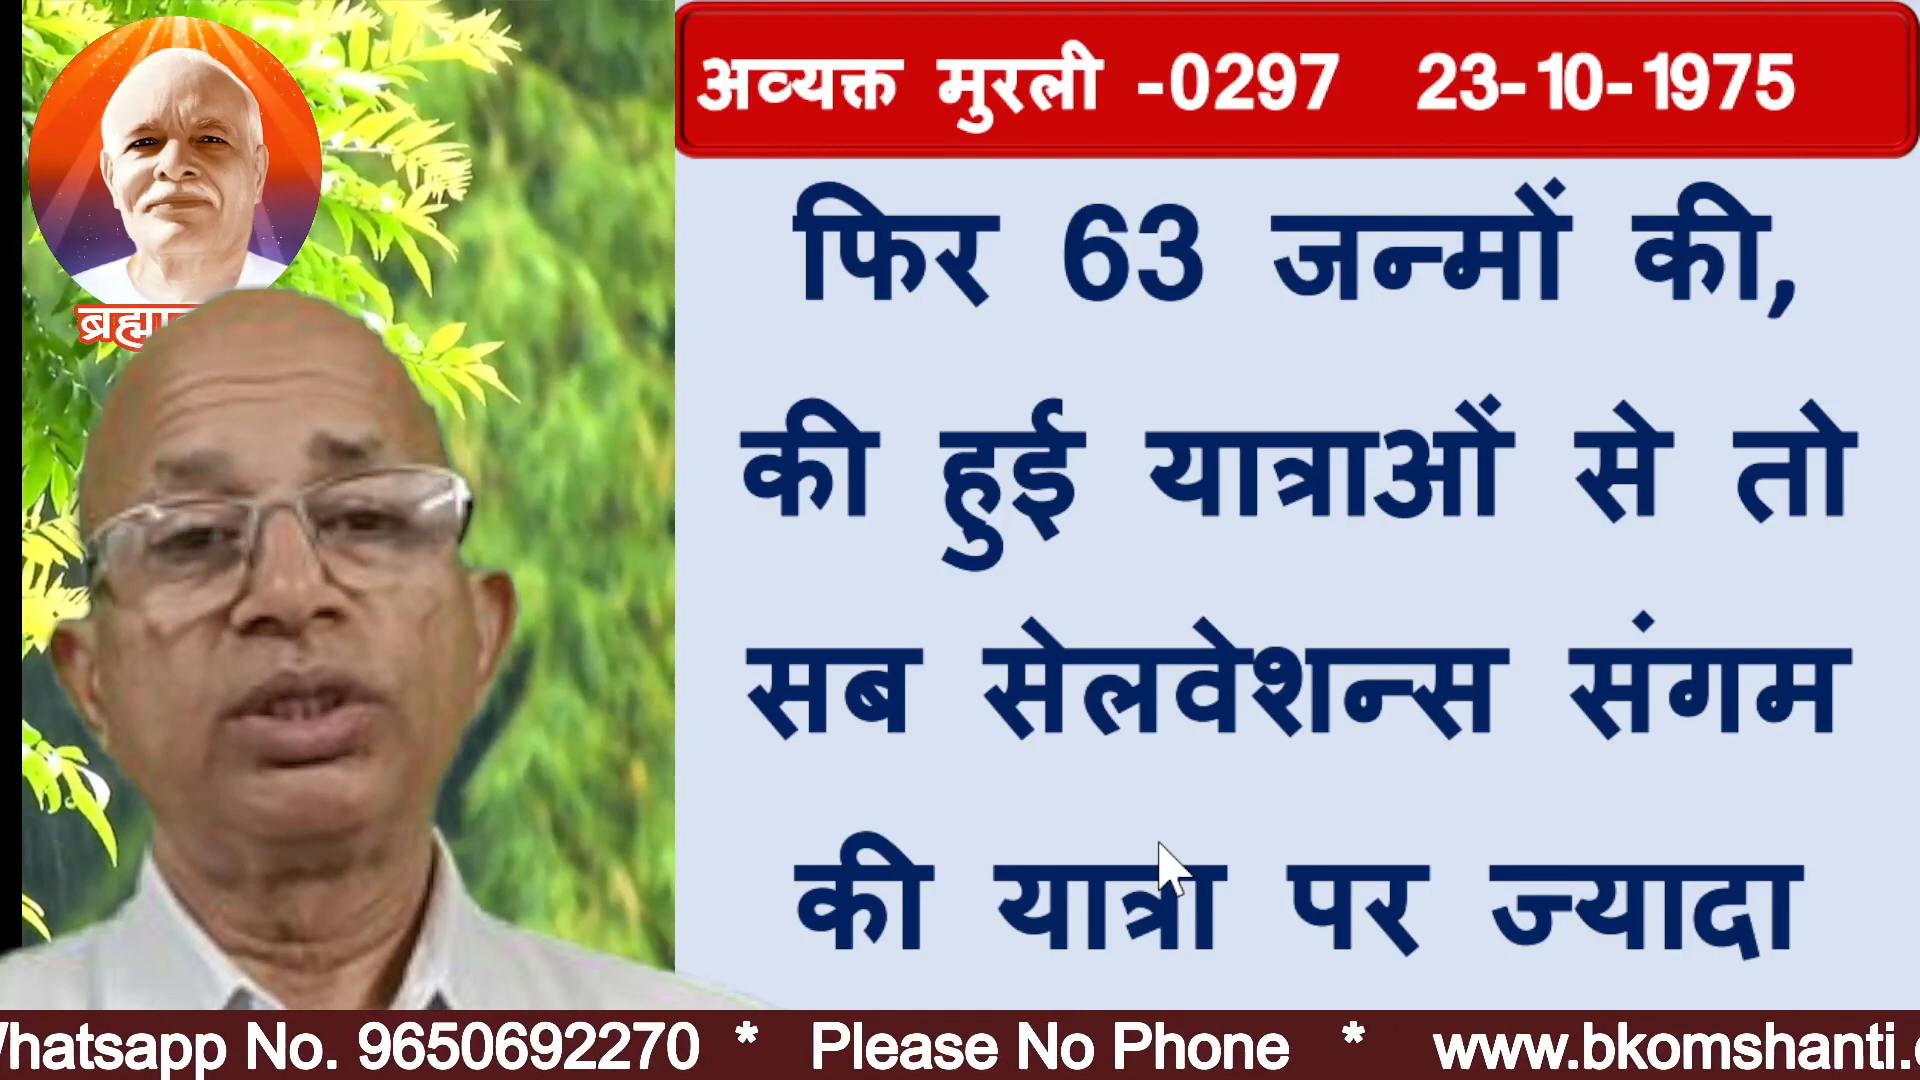 अव्यक्त मुरली -0297 23-10-1975
फिर 63 जन्मों की,
की हुई यात्राओं से तो
सब सेलवेशन्स संगम
की यात्रा पर ज्यादा
Whatsapp No. 9650692270 * Please No Phone * www.bkomshanti.